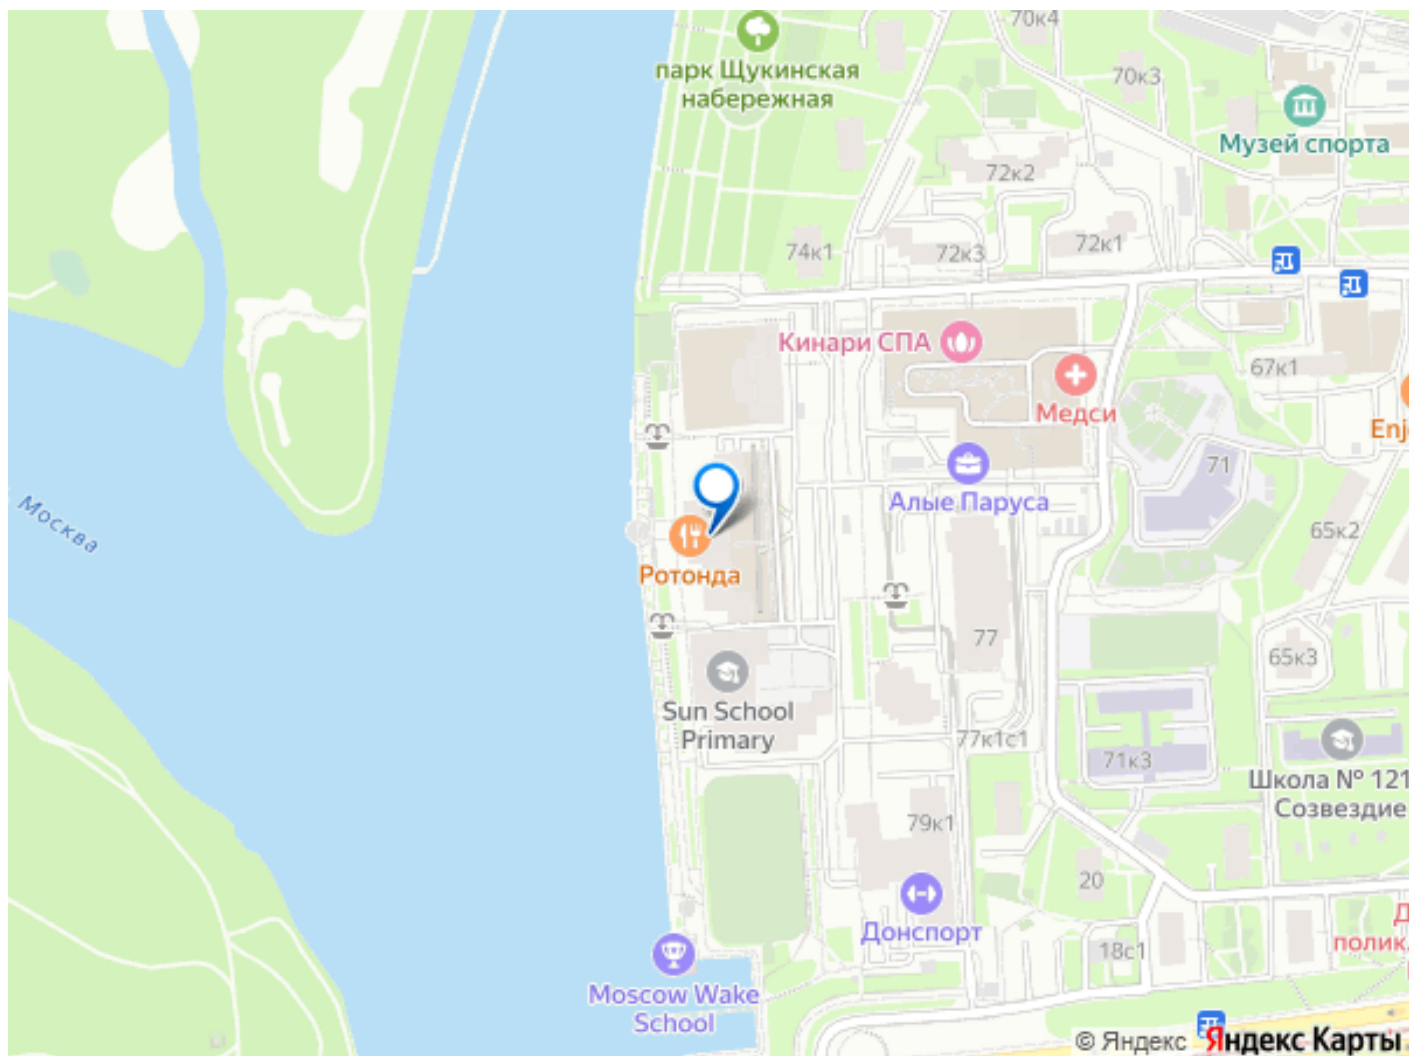 70к4
парк Щукинская
набережная
70к3
Музей спорта
72к2
74к1
72к3
72к1
Кинари СПА
67к1
Медси
Enj
71
Алые Паруса
65к2
Москва
Ротонда
77
65к3
Sun School
Primary
77к1с1
71к3
Школа № 121
Созвездие
79к1
20
Донспорт
Д
полик
18с1
Moscow Wake
School
© Яндекс Яндекс Карты